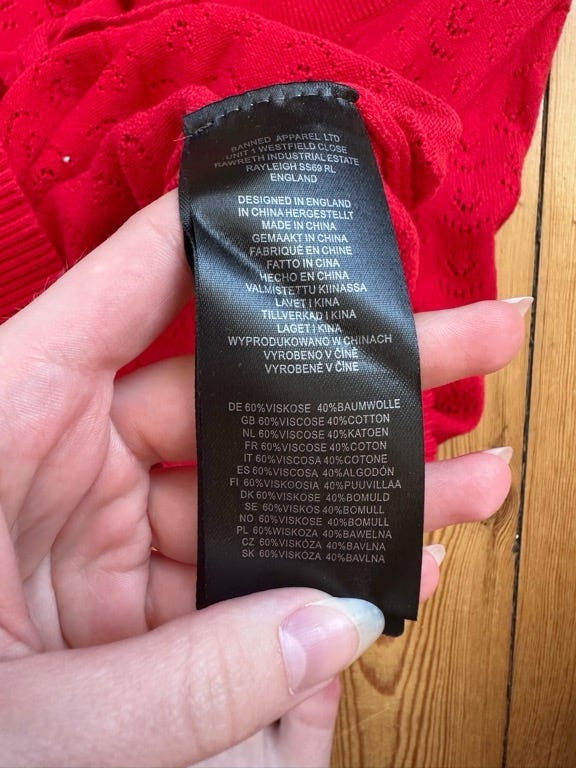 BANNED APPAREL LTD
UNIT 1 WESTFIELD CLOSE
RAWRETH INDUSTRIAL ESTATE
RAYLEIGH SS69 RL
ENGLAND
DESIGNED IN ENGLAND
IN CHINA HERGESTELLT
MADE IN CHINA
GEMAAKT IN CHINA
FABRIQUÉ EN CHINE
FATTO IN CINA
HECHO EN CHINA
VALMISTETTU KIINASSA
LAVET I KINA
TILLVERKAD I KINA
LAGET I KINA
WYPRODUKOWANO W CHINACH
VYROBENO V ČÍNĚ
VYROBENÉ V ČÍNE
DE 60%VISKOSE 40%BAUMWOLLE
GB 60%VISCOSE 40%COTTON
NL 60%VISCOSE 40%KATOEN
FR 60%VISCOSE 40%COTON
IT 60%VISCOSA 40%COTONE
ES 60%VISCOSA 40%ALGODÓN
FI 60%VISKOOSIA 40%PUUVILLAA
DK 60%VISKOSE 40%BOMULD
SE 60%VISKOS 40%BOMULL
NO 60%VISKOSE 40%BOMULL
PL 60%WISKOZA 40%BAWEŁNA
CZ 60%VISKÓZA 40%BAVLNA
SK 60%VISKÓZA 40%BAVLNA